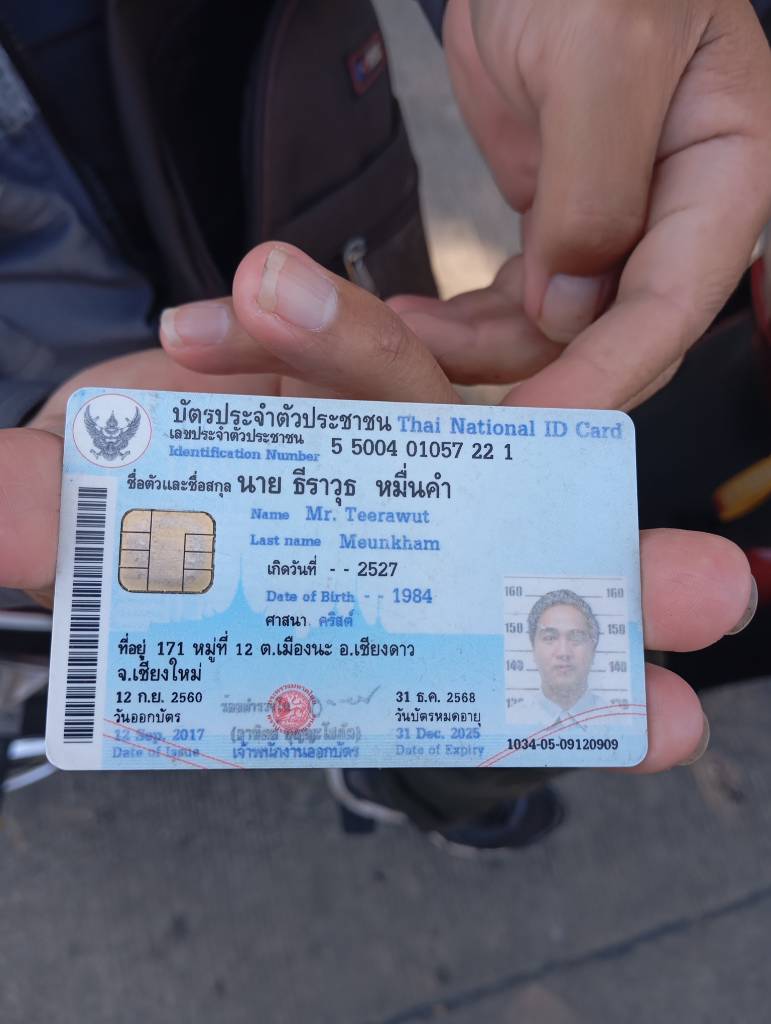 บัตรประจำตัวประชาชน Thai National ID Card
เลขประจำตัวประชาชน
Identification Number 5 5004 01057 22 1
ชื่อตัวและชื่อสกุล นาย ธีราวุธ หมื่นคำ
Name Mr. Teerawut
Last name Meunkham
เกิดวันที่ - - 2527
Date of Birth - - 1984
ศาสนา คริสต์
ที่อยู่ 171 หมู่ที่ 12 ต.เมืองนะ อ.เชียงดาว
จ.เชียงใหม่
12 ก.ย. 2560
วันออกบัตร
12 Sep. 2017
Date of Issue
เจ้าพนักงานออกบัตร
31 ธ.ค. 2568
วันบัตรหมดอายุ
31 Dec. 2025
Date of Expiry
160 160
150 150
140 140
1034-05-09120909